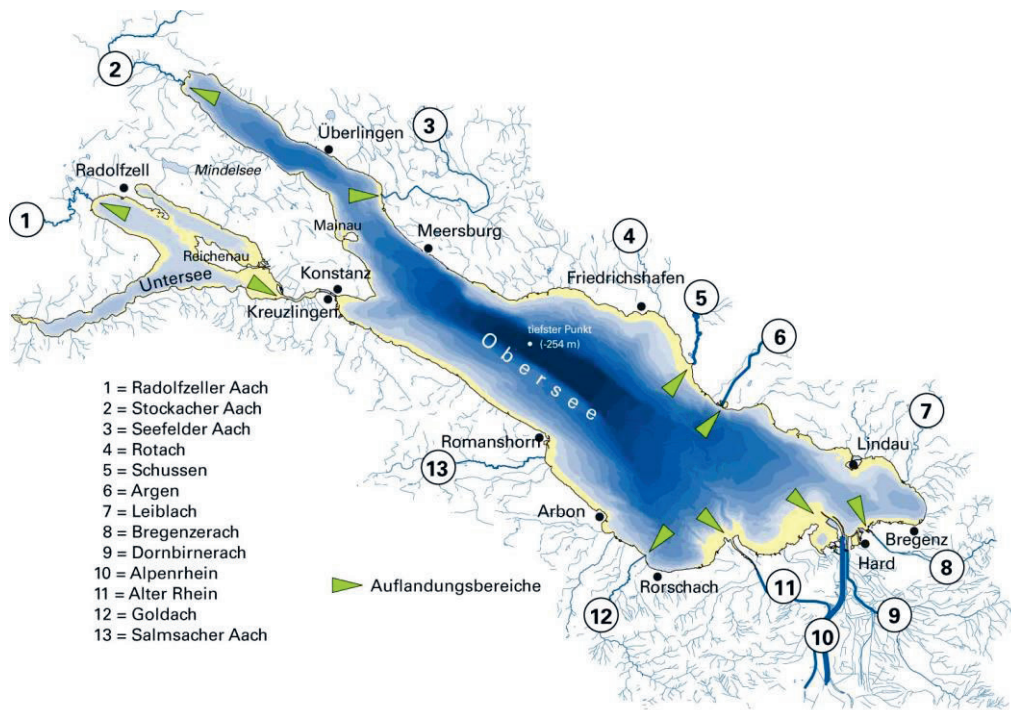 2
Überlingen
3
Radolfzell
Mindelsee
1
Mainau
Meersburg
4
Reichenau
Konstanz
Friedrichshafen
Untersee
Kreuzlingen
5
tiefster Punkt
(-254 m)
6
Obersee
1 = Radolfzeller Aach
2 = Stockacher Aach
3 = Seefelder Aach
4 = Rotach
5 = Schussen
6 = Argen
7 = Leiblach
8 = Bregenzerach
9 = Dornbirnerach
10 = Alpenrhein
11 = Alter Rhein
12 = Goldach
13 = Salmsacher Aach
7
Romanshorn
Lindau
13
Arbon
Bregenz
Hard
8
Auflandungsbereiche
Rorschach
11
12
9
10